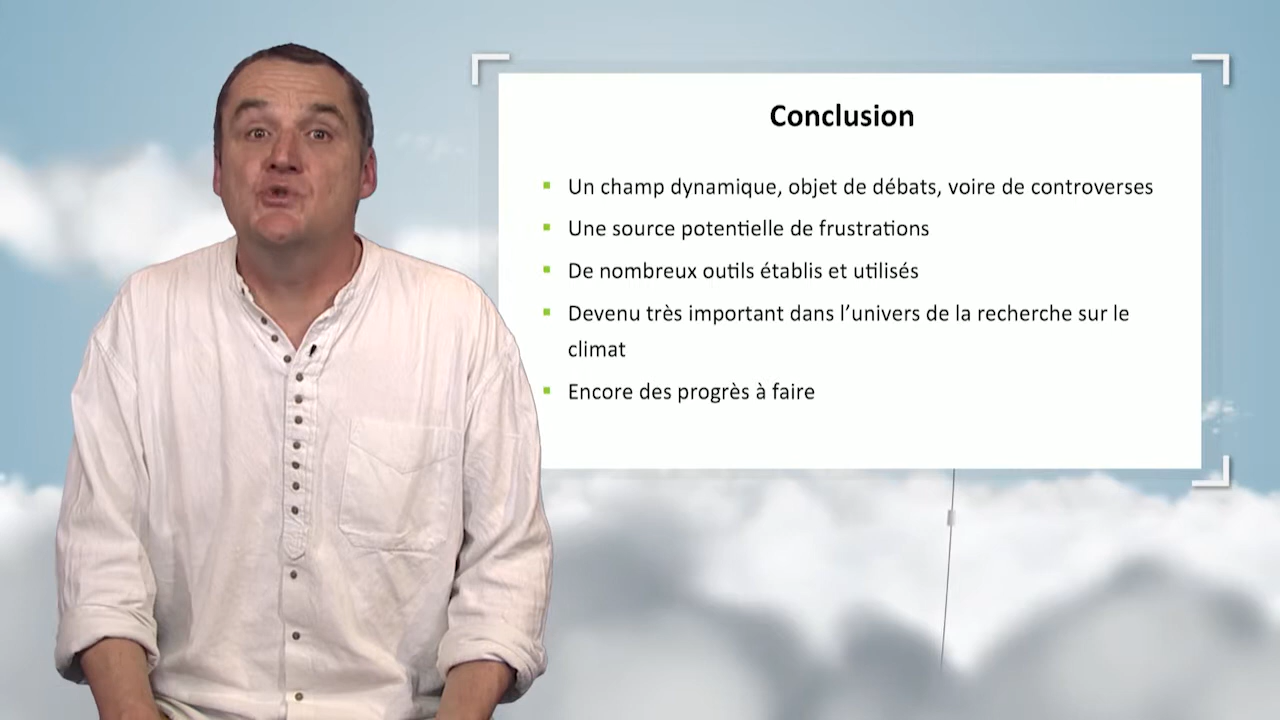 Conclusion
Un champ dynamique, objet de débats, voire de controverses
Une source potentielle de frustrations
De nombreux outils établis et utilisés
Devenu très important dans l’univers de la recherche sur le
climat
Encore des progrès à faire